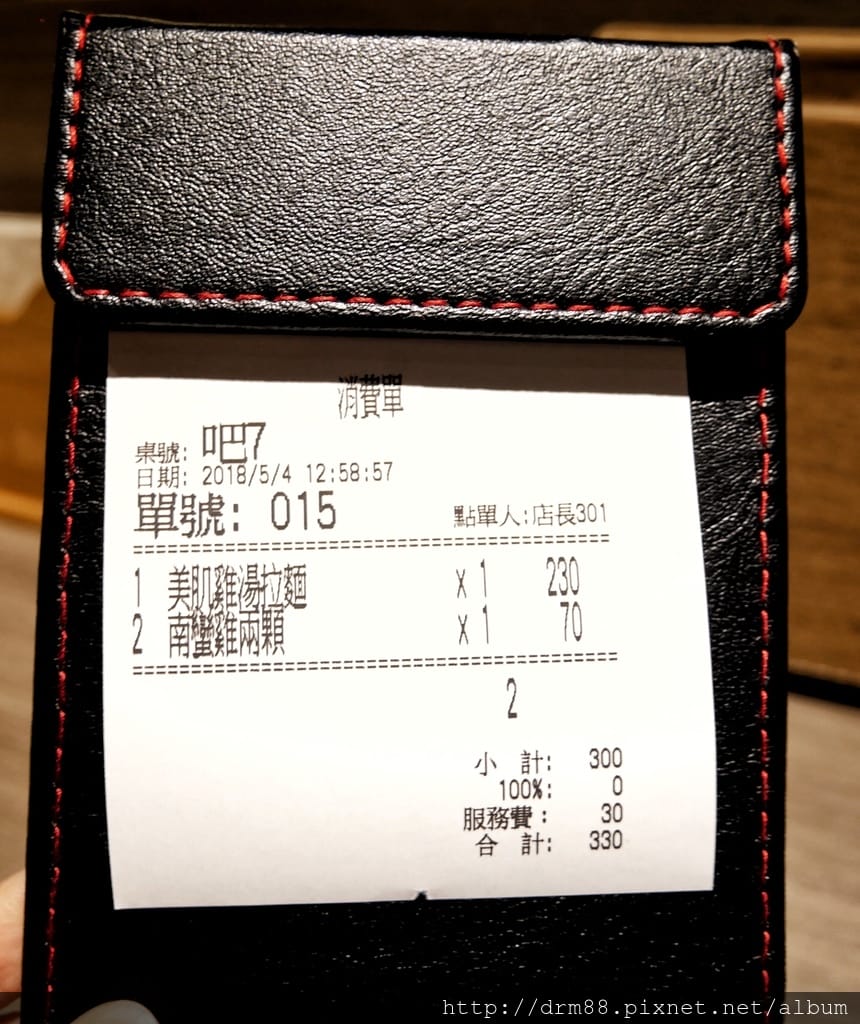 消費單
桌號: 吧7
日期: 2018/5/4 12:58:57
單號: 015 點單人:店長301
1 美肌雞湯拉麵 x 1 230
2 南蠻雞兩顆 x 1 70
2
小 計: 300
100%: 0
服務費: 30
合 計: 330
http://drm88.pixnet.net/album